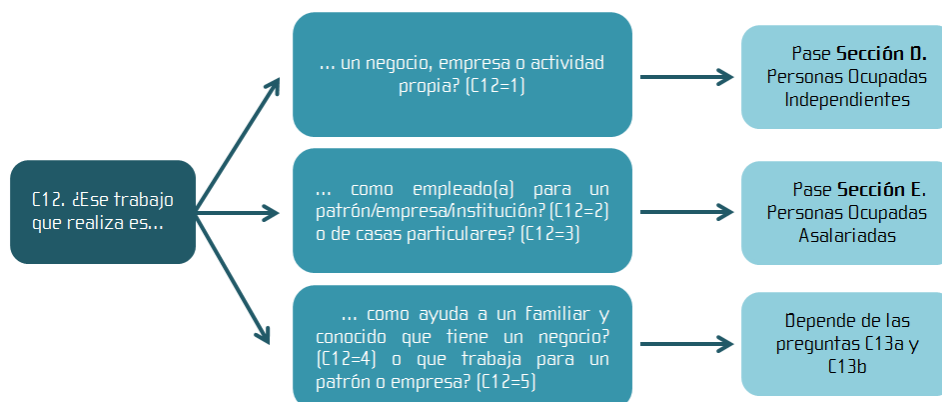 ... un negocio, empresa o actividad
propia? (C12=1)
Pase Sección D.
Personas Ocupadas
Independientes
C12. ¿Ese trabajo
que realiza es...
... como empleado(a) para un
patrón/empresa/institución? (C12=2)
o de casas particulares? (C12=3)
Pase Sección E.
Personas Ocupadas
Asalariadas
... como ayuda a un familiar y
conocido que tiene un negocio?
(C12=4) o que trabaja para un
patrón o empresa? (C12=5)
Depende de las
preguntas C13a y
C13b